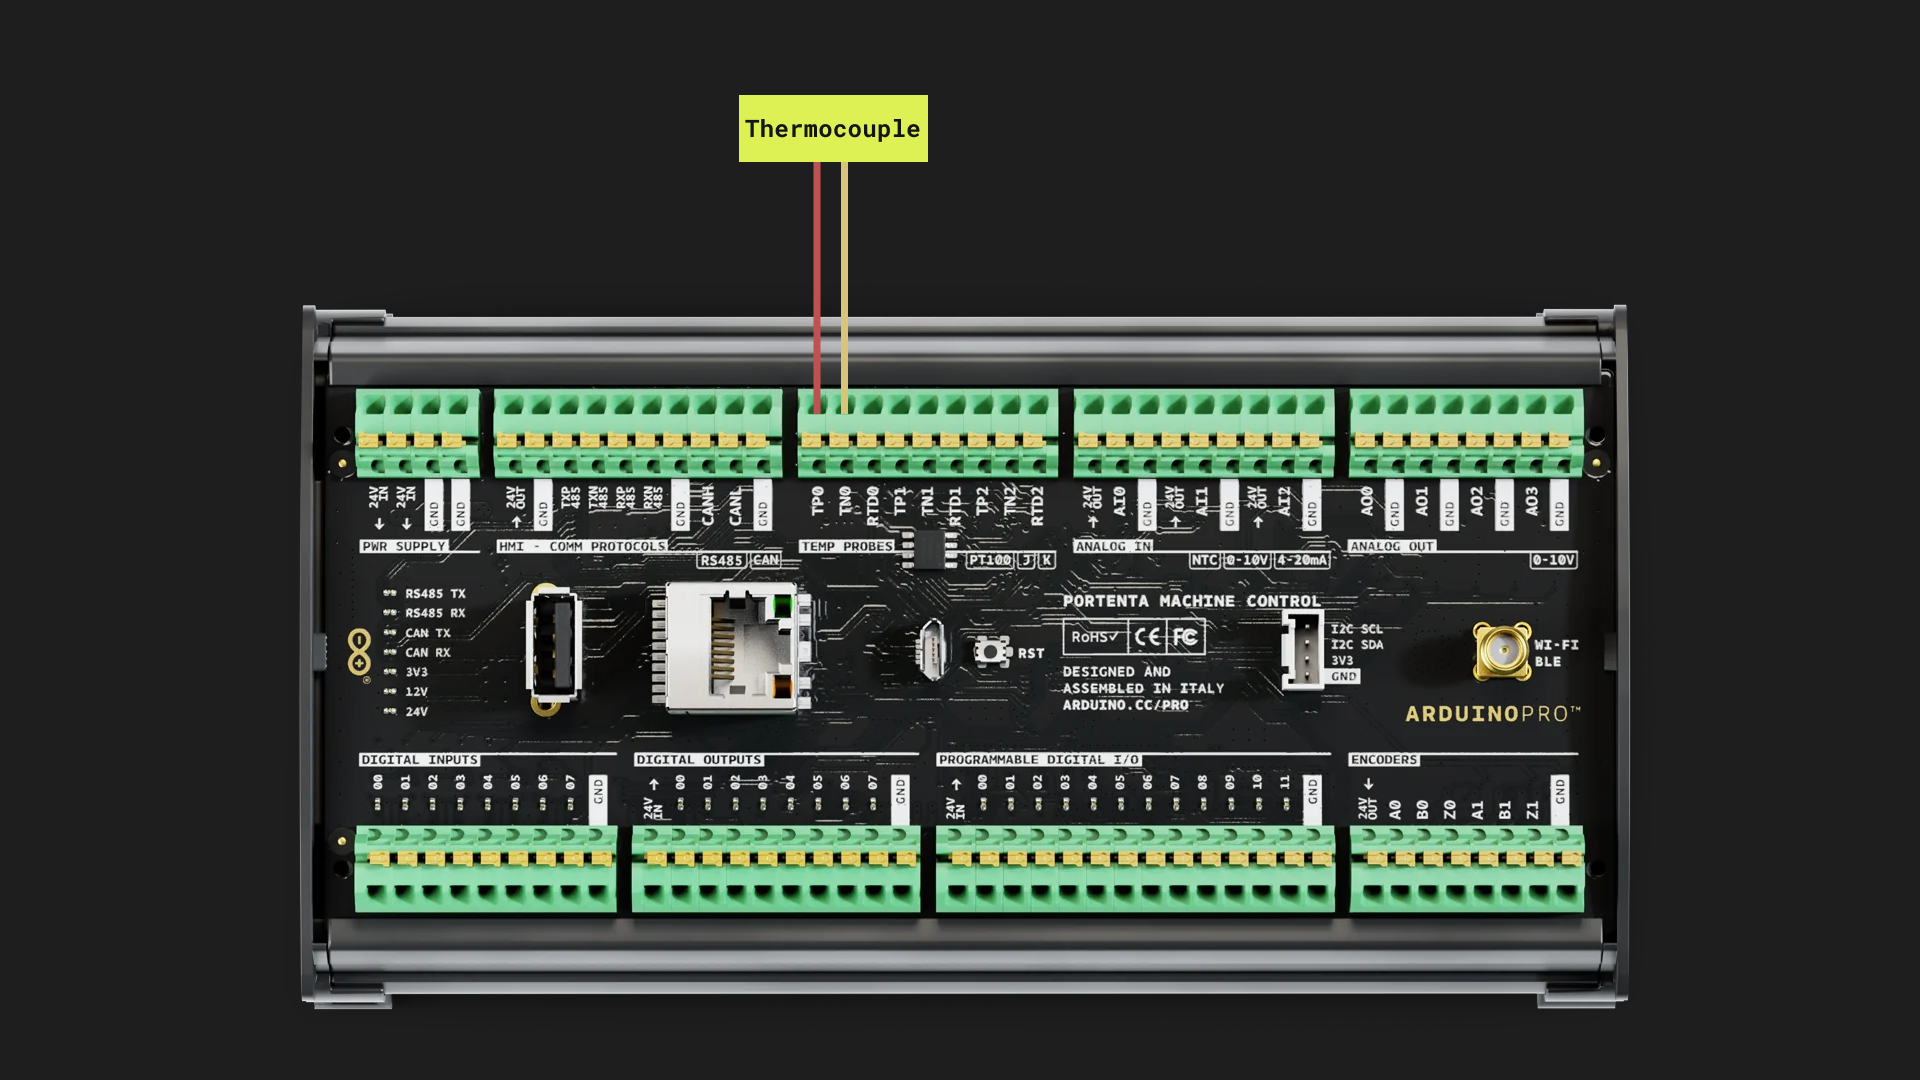 Thermocouple
24V IN
24V IN
GND
GND
24V OUT
GND
TXP 485
TXN 485
RXP 485
RXN 485
GND
CANH
CANL
GND
TP0
TN0
RTD0
TP1
TN1
RTD1
TP2
TN2
RTD2
24V OUT
AI0
GND
24V OUT
AI1
GND
24V OUT
AI2
GND
AO0
GND
AO1
GND
AO2
GND
AO3
GND
PWR SUPPLY
HMI - COMM PROTOCOLS
RS485 CAN
TEMP PROBES
PT100 J K
ANALOG IN
NTC 0-10V 4-20mA
ANALOG OUT
0-10V
RS485 TX
RS485 RX
CAN TX
CAN RX
3V3
12V
24V
RST
PORTENTA MACHINE CONTROL
RoHS✓ CE FC
DESIGNED AND
ASSEMBLED IN ITALY
ARDUINO.CC/PRO
I2C SCL
I2C SDA
3V3
GND
WI-FI
BLE
ARDUINOPRO™
DIGITAL INPUTS
00 01 02 03 04 05 06 07 GND
DIGITAL OUTPUTS
24V IN 00 01 02 03 04 05 06 07 GND
PROGRAMMABLE DIGITAL I/O
24V IN 00 01 02 03 04 05 06 07 08 09 10 11 GND
ENCODERS
24V OUT A0 B0 Z0 A1 B1 Z1 GND